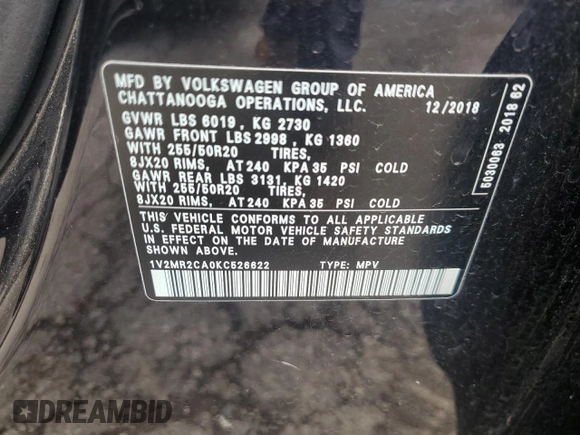 MFD BY VOLKSWAGEN GROUP OF AMERICA
CHATTANOOGA OPERATIONS, LLC. 12/2018
GVWR LBS 6019, KG 2730
GAWR FRONT LBS 2998, KG 1360
WITH 255/50R20 TIRES,
8JX20 RIMS, AT 240 KPA 35 PSI COLD
GAWR REAR LBS 3131, KG 1420
WITH 255/50R20 TIRES,
8JX20 RIMS, AT 240 KPA 35 PSI COLD
THIS VEHICLE CONFORMS TO ALL APPLICABLE
U.S. FEDERAL MOTOR VEHICLE SAFETY STANDARDS
IN EFFECT ON THE DATE OF MANUFACTURE
SHOWN ABOVE.
1V2MR2CA0KC526622 TYPE: MPV
5030083 2018 B2
DREAMBID